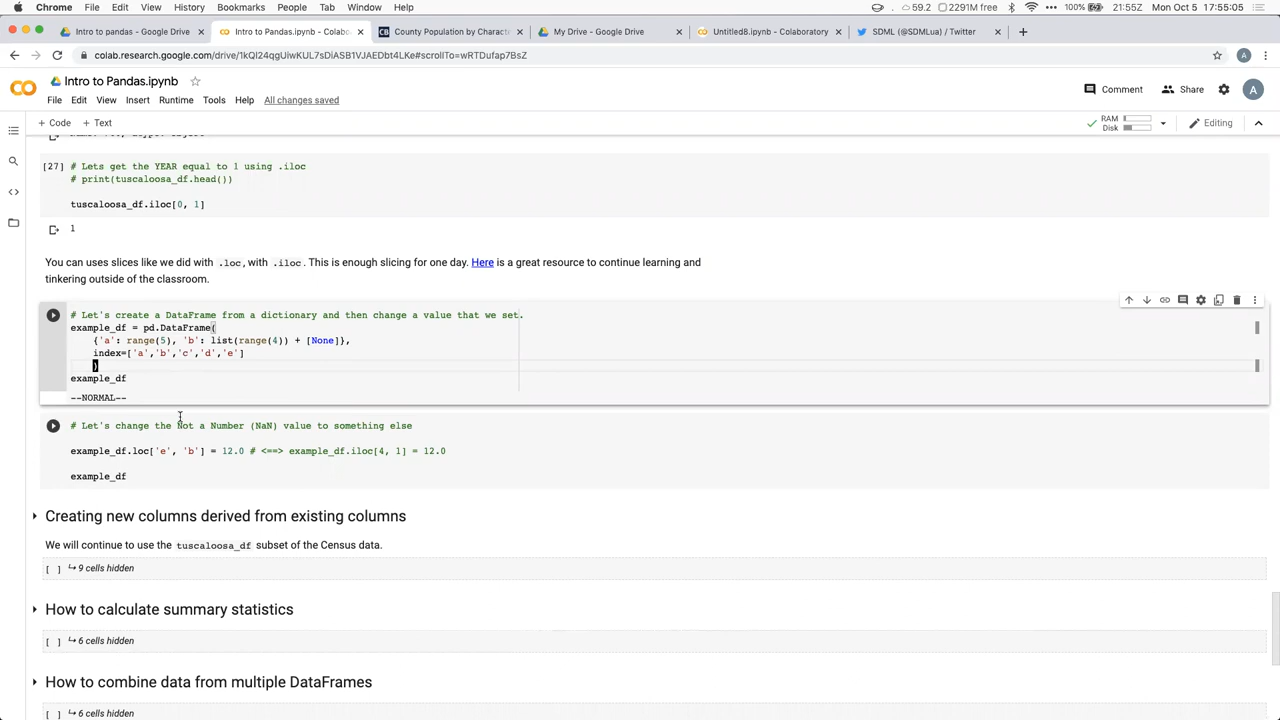 Chrome File Edit View History Bookmarks People Tab Window Help 59.2 2291M free 100% 21:55Z Mon Oct 5 17:55:05
Intro to pandas - Google Drive Intro to Pandas.ipynb - Colabo County Population by Charact My Drive - Google Drive Untitled8.ipynb - Colaboratory SDML (@SDMLua) / Twitter
colab.research.google.com/drive/1kQl24qgUiwKUL7sDiASB1VJAEDbt4LKe#scrollTo=wRTDufap7BsZ A
Intro to Pandas.ipynb
Comment Share A
File Edit View Insert Runtime Tools Help All changes saved
+ Code + Text RAM Disk Editing
[27] # Lets get the YEAR equal to 1 using .iloc
# print(tuscaloosa_df.head())
tuscaloosa_df.iloc[0, 1]
1
You can uses slices like we did with .loc, with .iloc. This is enough slicing for one day. Here is a great resource to continue learning and
tinkering outside of the classroom.
# Let's create a DataFrame from a dictionary and then change a value that we set.
example_df = pd.DataFrame(
{'a': range(5), 'b': list(range(4)) + [None]},
index=['a','b','c','d','e']
)
example_df
--NORMAL--
# Let's change the Not a Number (NaN) value to something else
example_df.loc['e', 'b'] = 12.0 # <==> example_df.iloc[4, 1] = 12.0
example_df
Creating new columns derived from existing columns
We will continue to use the tuscaloosa_df subset of the Census data.
[ ] 9 cells hidden
How to calculate summary statistics
[ ] 6 cells hidden
How to combine data from multiple DataFrames
[ ] 6 cells hidden